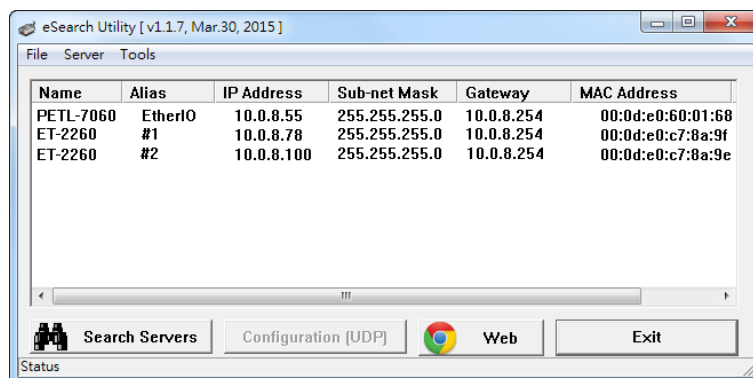 eSearch Utility [ v1.1.7, Mar.30, 2015 ]
File Server Tools
Name Alias IP Address Sub-net Mask Gateway MAC Address
PETL-7060 EtherIO 10.0.8.55 255.255.255.0 10.0.8.254 00:0d:e0:60:01:68
ET-2260 #1 10.0.8.78 255.255.255.0 10.0.8.254 00:0d:e0:c7:8a:9f
ET-2260 #2 10.0.8.100 255.255.255.0 10.0.8.254 00:0d:e0:c7:8a:9e
Search Servers Configuration (UDP) Web Exit
Status